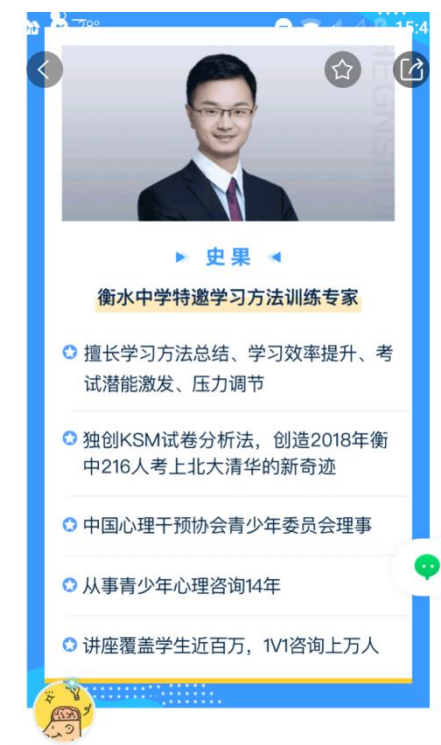 28°
15:4
史果
衡水中学特邀学习方法训练专家
擅长学习方法总结、学习效率提升、考
试潜能激发、压力调节
独创KSM试卷分析法，创造2018年衡
中216人考上北大清华的新奇迹
中国心理干预协会青少年委员会理事
从事青少年心理咨询14年
讲座覆盖学生近百万，1V1咨询上万人